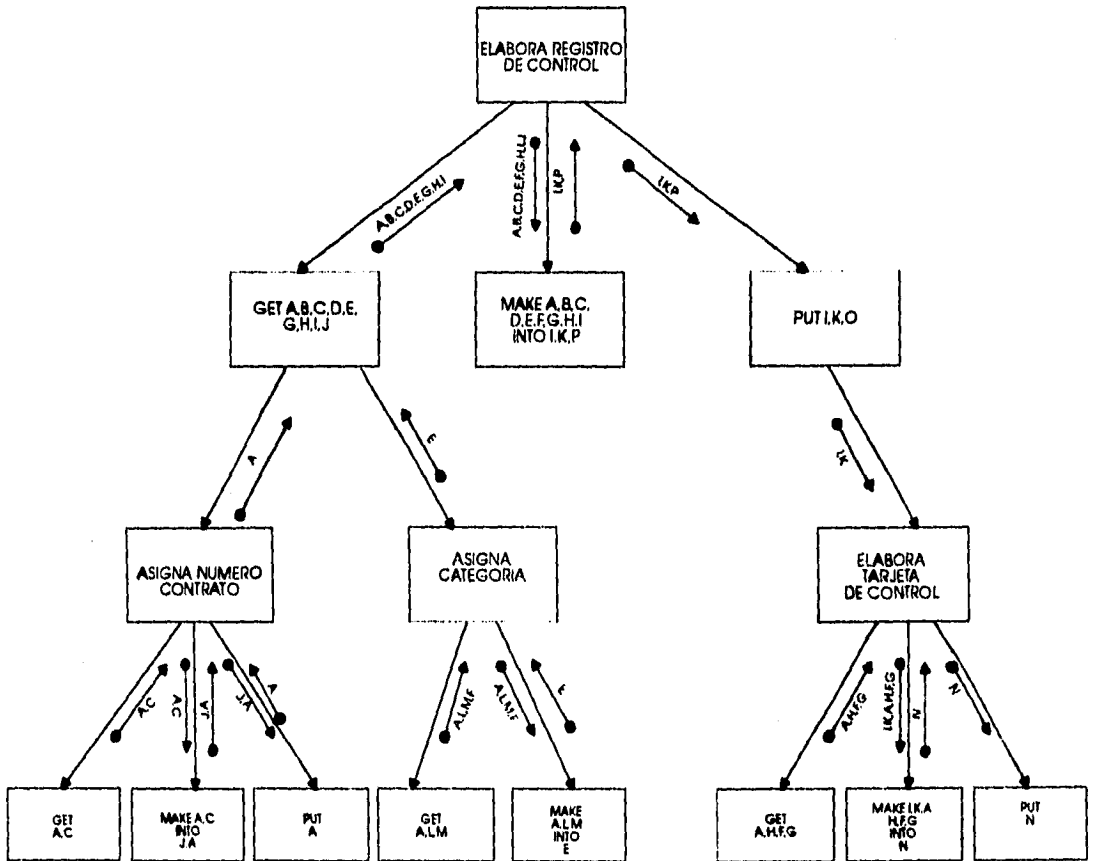 ELABORA REGISTRO
DE CONTROL
A,B,C,D,E,G,H,I
A,B,C,D,E,F,G,H,I,J
I,K,P
I,K,P
GET A,B,C,D,E,
G,H,I,J
MAKE A,B,C,
D,E,F,G,H,I
INTO I,K,P
PUT I,K,O
A
E
I,K
ASIGNA NUMERO
CONTRATO
ASIGNA
CATEGORIA
ELABORA
TARJETA
DE CONTROL
A,C
A,C
J,A
J,A
A
A,L,M,F
A,L,M,F
E
A,H,F,G
I,K,A,H,F,G
N
N
GET
A,C
MAKE A,C
INTO
J,A
PUT
A
GET
A,L,M
MAKE
A,L,M
INTO
E
GET
A,H,F,G
MAKE I,K,A
H,F,G
INTO
N
PUT
N